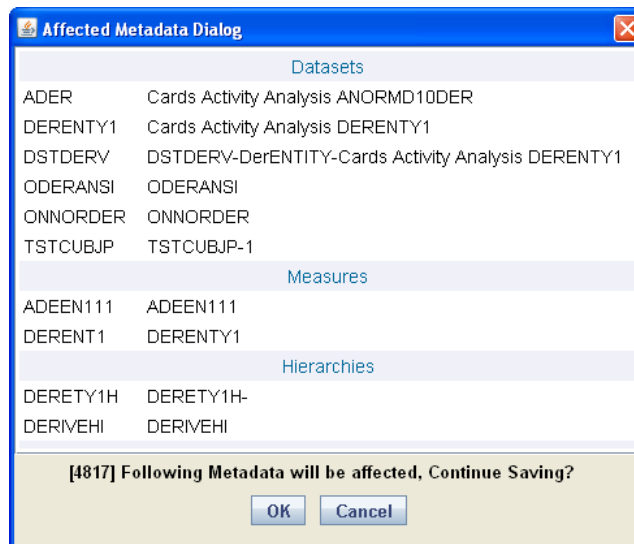 Affected Metadata Dialog
Datasets
ADER Cards Activity Analysis ANORMD10DER
DERENTY1 Cards Activity Analysis DERENTY1
DSTDERV DSTDERV-DerENTITY-Cards Activity Analysis DERENTY1
ODERANSI ODERANSI
ONNORDER ONNORDER
TSTCUBJP TSTCUBJP-1
Measures
ADEEN111 ADEEN111
DERENT1 DERENTY1
Hierarchies
DERETY1H DERETY1H-
DERIVEHI DERIVEHI
[4817] Following Metadata will be affected, Continue Saving?
OK Cancel